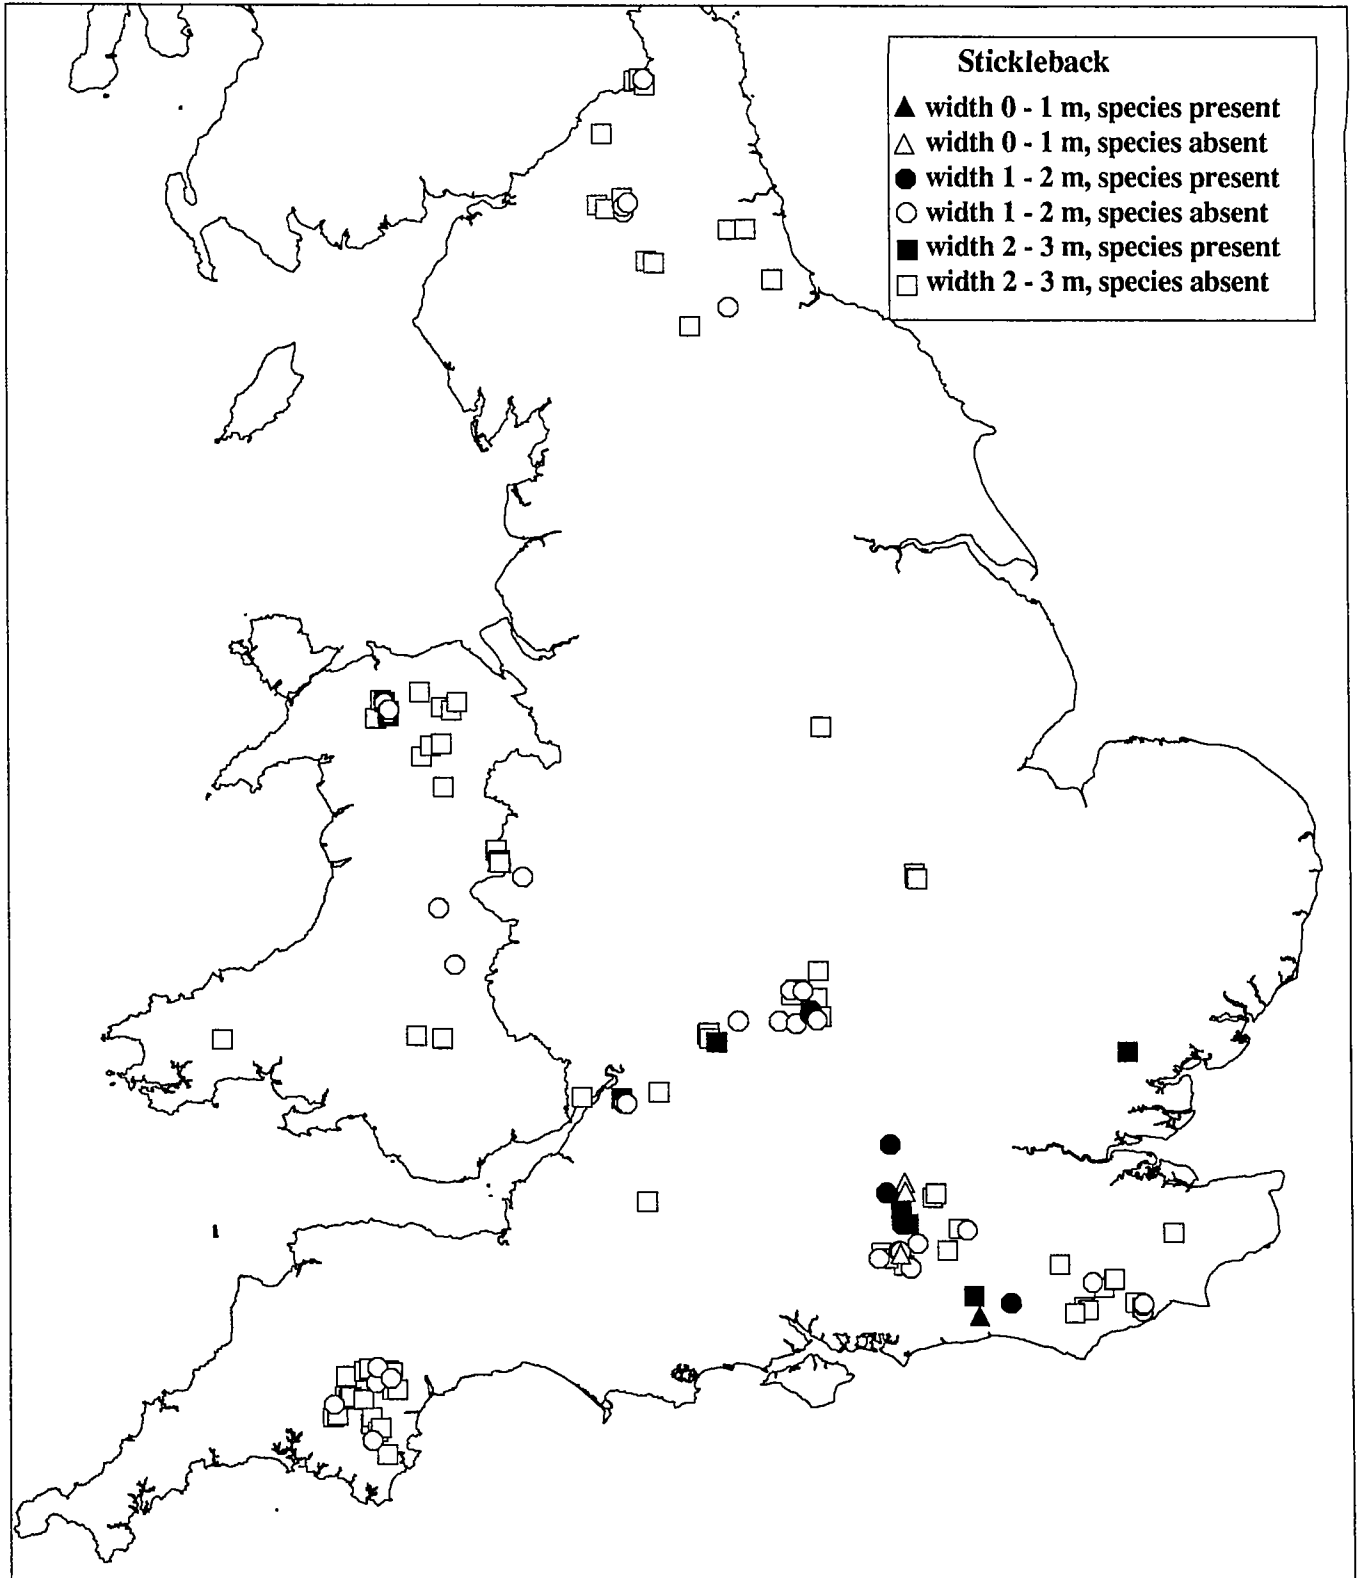 Stickleback
width 0 - 1 m, species present
width 0 - 1 m, species absent
width 1 - 2 m, species present
width 1 - 2 m, species absent
width 2 - 3 m, species present
width 2 - 3 m, species absent